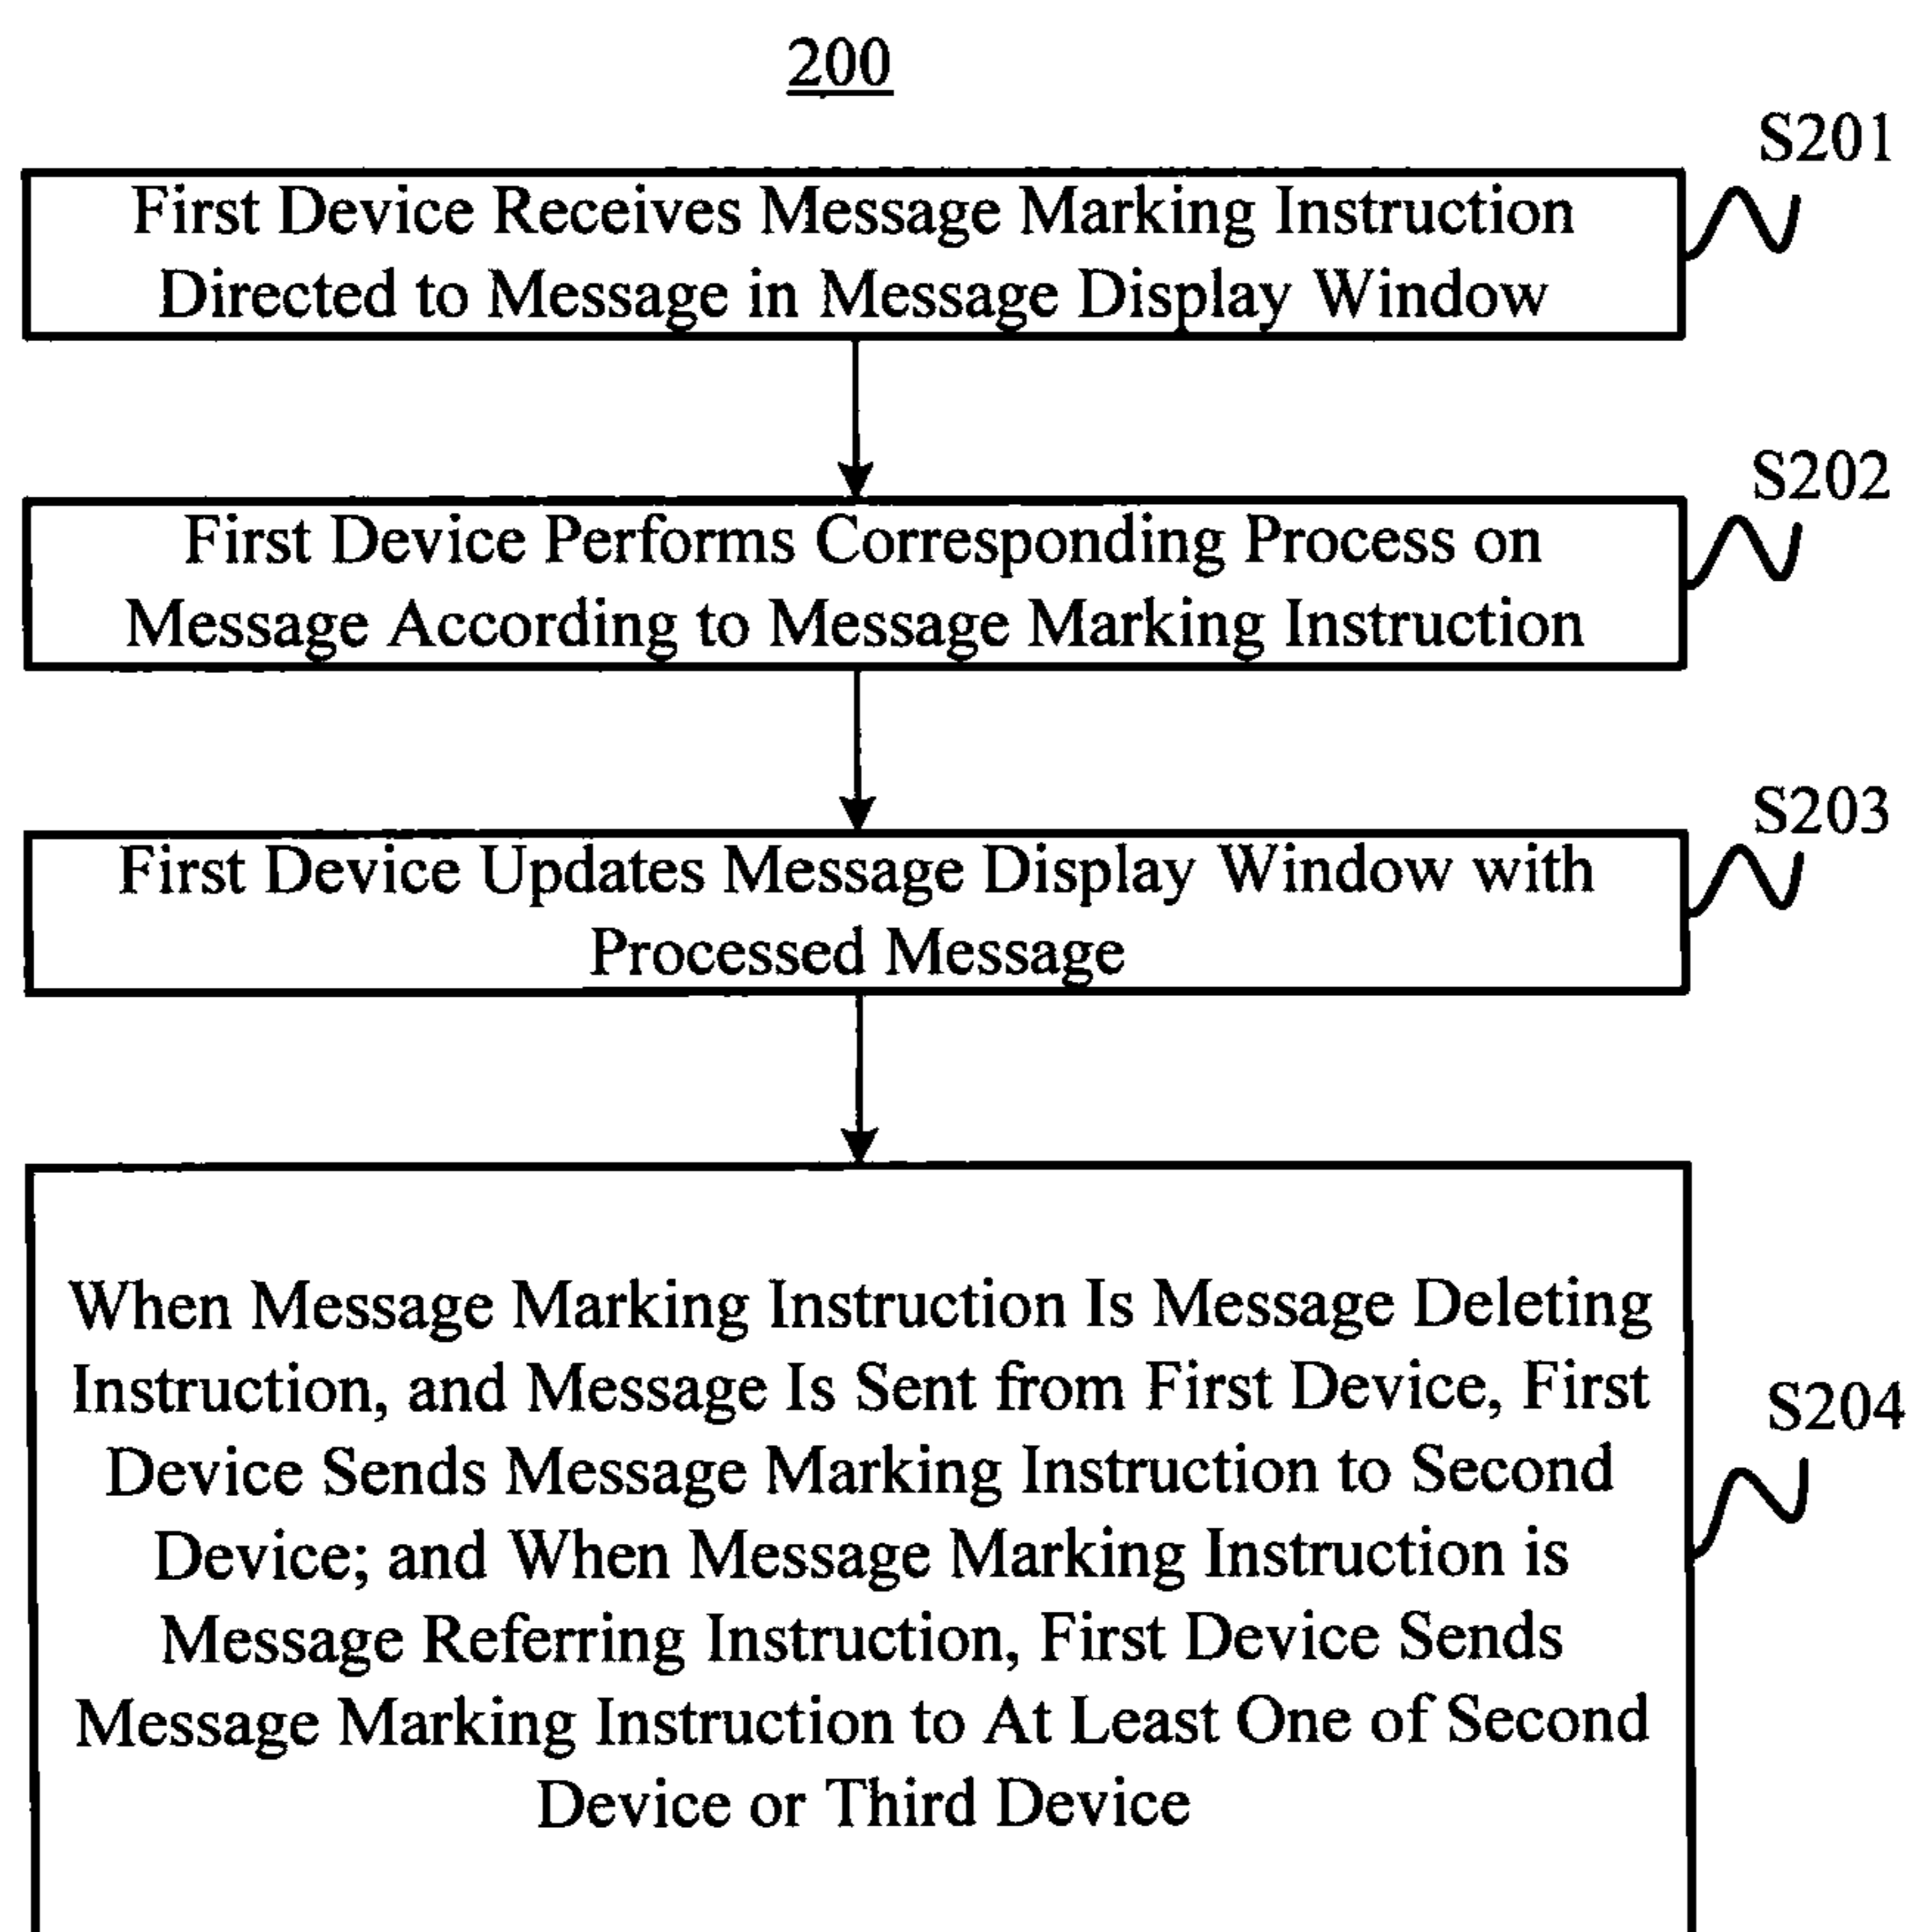 200
S201
First Device Receives Message Marking Instruction
Directed to Message in Message Display Window
S202
First Device Performs Corresponding Process on
Message According to Message Marking Instruction
S203
First Device Updates Message Display Window with
Processed Message
When Message Marking Instruction Is Message Deleting
Instruction, and Message Is Sent from First Device, First
S204
Device Sends Message Marking Instruction to Second
Device; and When Message Marking Instruction is
Message Referring Instruction, First Device Sends
Message Marking Instruction to At Least One of Second
Device or Third Device